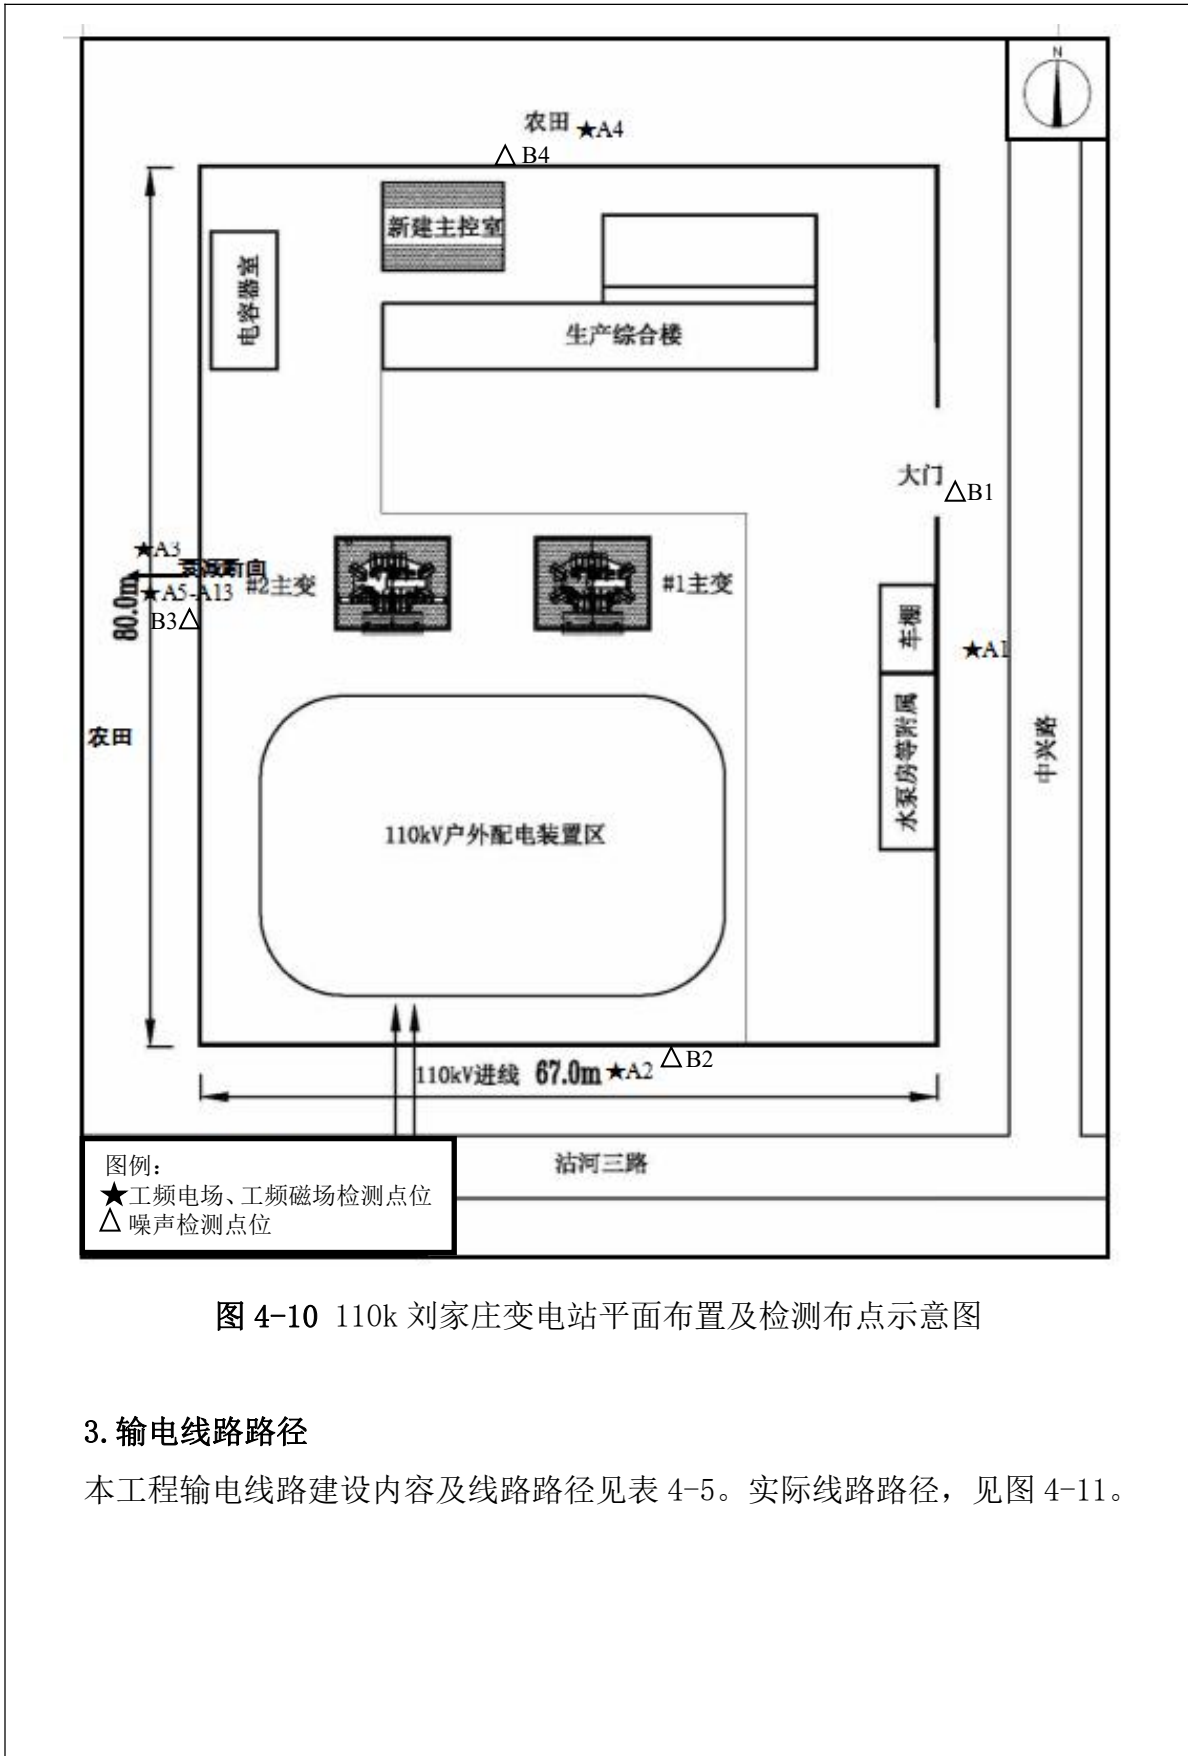 N
农田 ★A4
△ B4
新建主控室
电容器室
生产综合楼
大门 △B1
★A3
衰减断面
★A5-A13
#2主变
#1主变
80.0m
B3△
车棚
★A1
农田
水泵房等附属
中兴路
110kV户外配电装置区
△B2
110kV进线 67.0m ★A2
沽河三路
图例：
★工频电场、工频磁场检测点位
△ 噪声检测点位
图 4-10 110k 刘家庄变电站平面布置及检测布点示意图
3.输电线路路径
本工程输电线路建设内容及线路路径见表 4-5。实际线路路径，见图 4-11。